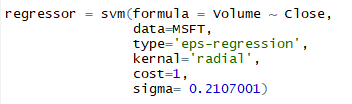 regressor = svm(formula = Volume ~ Close,
data=MSFT,
type='eps-regression',
kernal='radial',
cost=1,
sigma= 0.2107001)